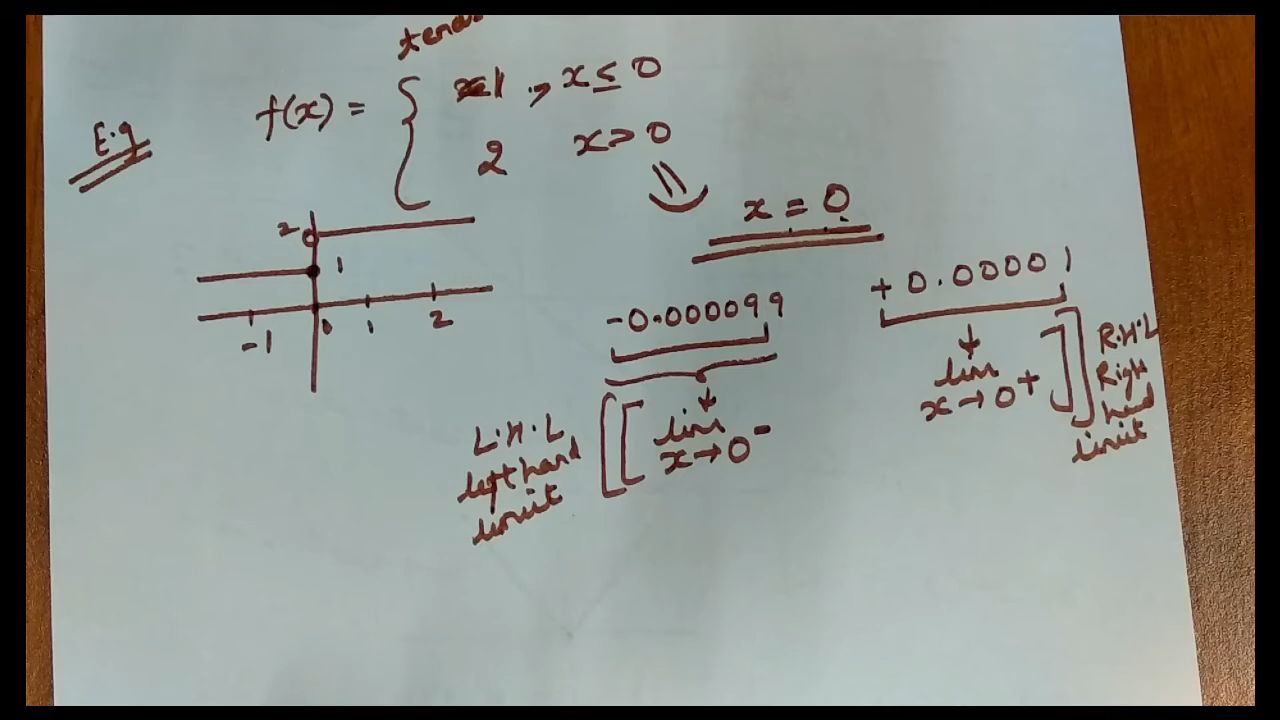 E.g
f(x) = { 1 , x ≤ 0
2 x > 0
x = 0
2
1
-1 0 1 2
-0.000099
+0.00001
lim
x→0+
R.H.L
Right
hand
limit
L.H.L
left hand
limit
lim
x→0-